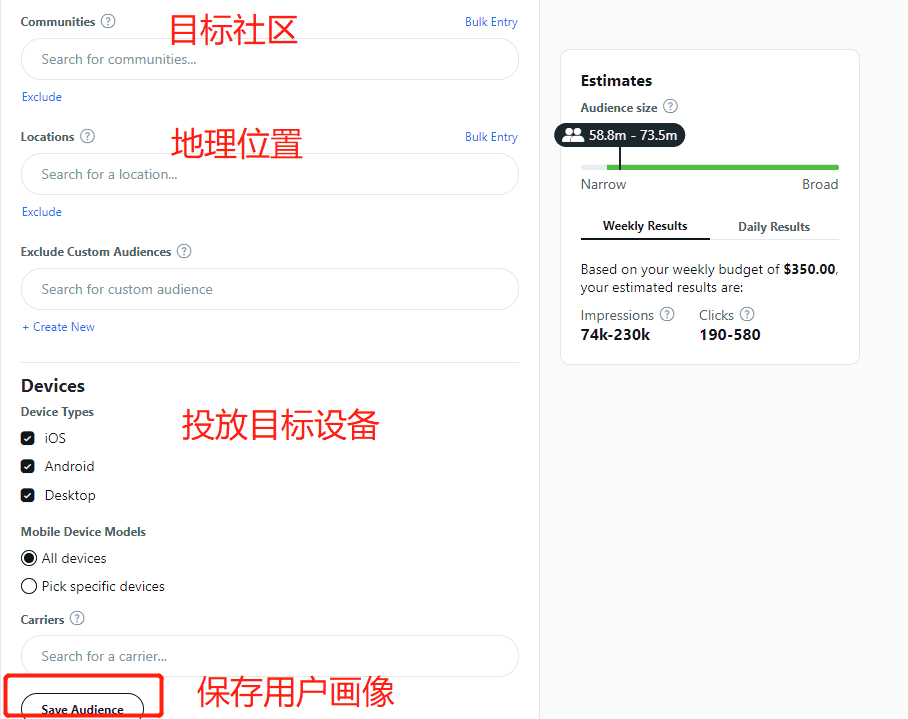 Communities ? 目标社区 Bulk Entry
Search for communities...
Exclude
Locations ? 地理位置 Bulk Entry
Search for a location...
Exclude
Exclude Custom Audiences ?
Search for custom audience
+ Create New
Devices
Device Types
投放目标设备
iOS
Android
Desktop
Mobile Device Models
All devices
Pick specific devices
Carriers ?
Search for a carrier...
保存用户画像
Save Audience
Estimates
Audience size ?
58.8m - 73.5m
Narrow Broad
Weekly Results Daily Results
Based on your weekly budget of $350.00,
your estimated results are:
Impressions ? Clicks ?
74k-230k 190-580